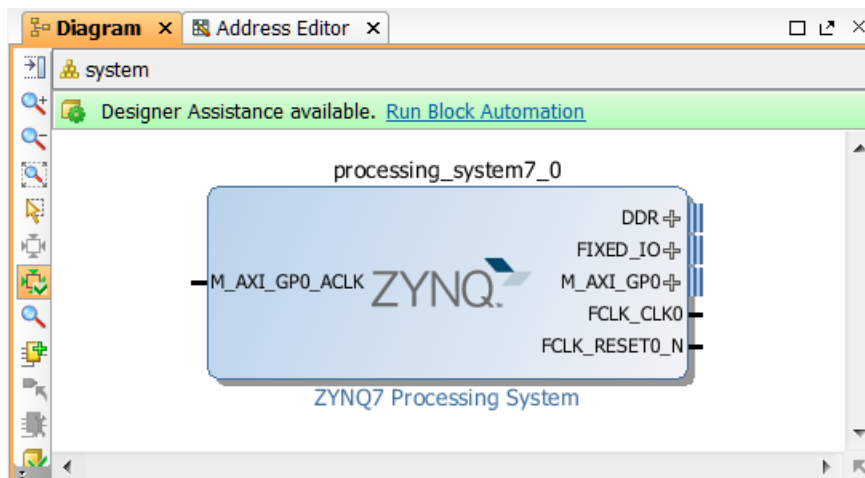 Diagram × Address Editor ×
system
Designer Assistance available. Run Block Automation
processing_system7_0
DDR
FIXED_IO
M_AXI_GP0_ACLK ZYNQ. M_AXI_GP0
FCLK_CLK0
FCLK_RESET0_N
ZYNQ7 Processing System